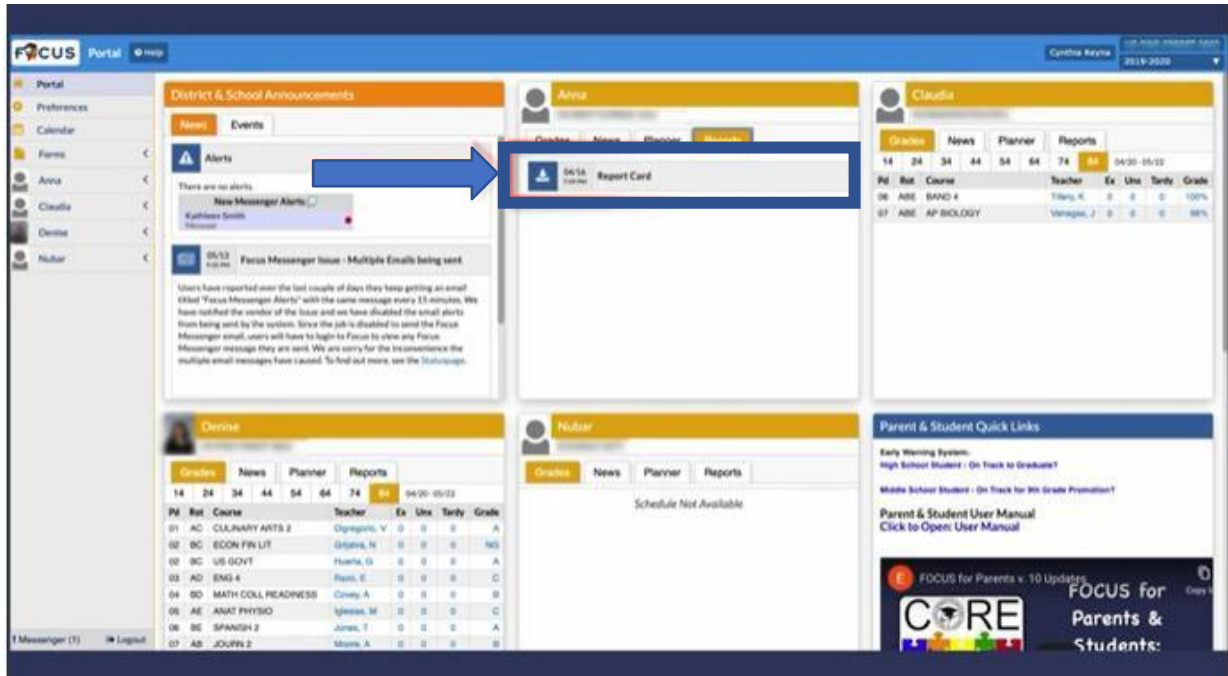 FOCUS Portal Help
Cynthia Reyna
2019-2020
Portal
Preferences
Calendar
Forms
Anna
Claudia
Denise
Nubar
Messenger (1) Logout
District & School Announcements
News Events
Alerts
There are no alerts.
New Messenger Alerts
Kathleen Smith
Messenger
05/13 Focus Messenger Issue - Multiple Emails being sent
Users have reported over the last couple of days they keep getting an email
titled "Focus Messenger Alerts" with the same message every 15 minutes. We
have notified the vendor of the issue and we have disabled the email alerts
from being sent by the system. Since the job is disabled to send the Focus
Messenger email, users will have to login to Focus to view any Focus
Messenger message they are sent. We are sorry for the inconvenience the
multiple email messages have caused. To find out more, see the Statuspage.
Anna
Grades News Planner Reports
04/16 Report Card
Claudia
Grades News Planner Reports
14 24 34 44 54 64 74 84 04/20 - 05/22
Pd Rot Course Teacher Ex Unx Tardy Grade
06 ABE BAND 4 Tillery, K 0 0 0 100%
07 ABE AP BIOLOGY Vanegas, J 0 0 0 98%
Denise
Grades News Planner Reports
14 24 34 44 54 64 74 84 04/20 - 05/22
Pd Rot Course Teacher Ex Unx Tardy Grade
01 AC CULINARY ARTS 2 0 0 0 A
02 BC ECON FIN LIT Grijalva, N 0 0 0 NG
02 BC US GOVT Huerta, G 0 0 0 A
03 AD ENG 4 0 0 0 C
04 BD MATH COLL READINESS Covey, A 0 0 0 B
05 AE ANAT PHYSIO Iglesias, M 0 0 0 C
06 BE SPANISH 2 Jones, T 0 0 0 A
07 AB JOURN 2 Moore, A 0 0 0 B
Nubar
Grades News Planner Reports
Schedule Not Available
Parent & Student Quick Links
Early Warning System:
High School Student - On Track to Graduate?
Middle School Student - On Track for 9th Grade Promotion?
Parent & Student User Manual
Click to Open: User Manual
E FOCUS for Parents v. 10 Updates
CORE
FOCUS for
Parents &
Students: